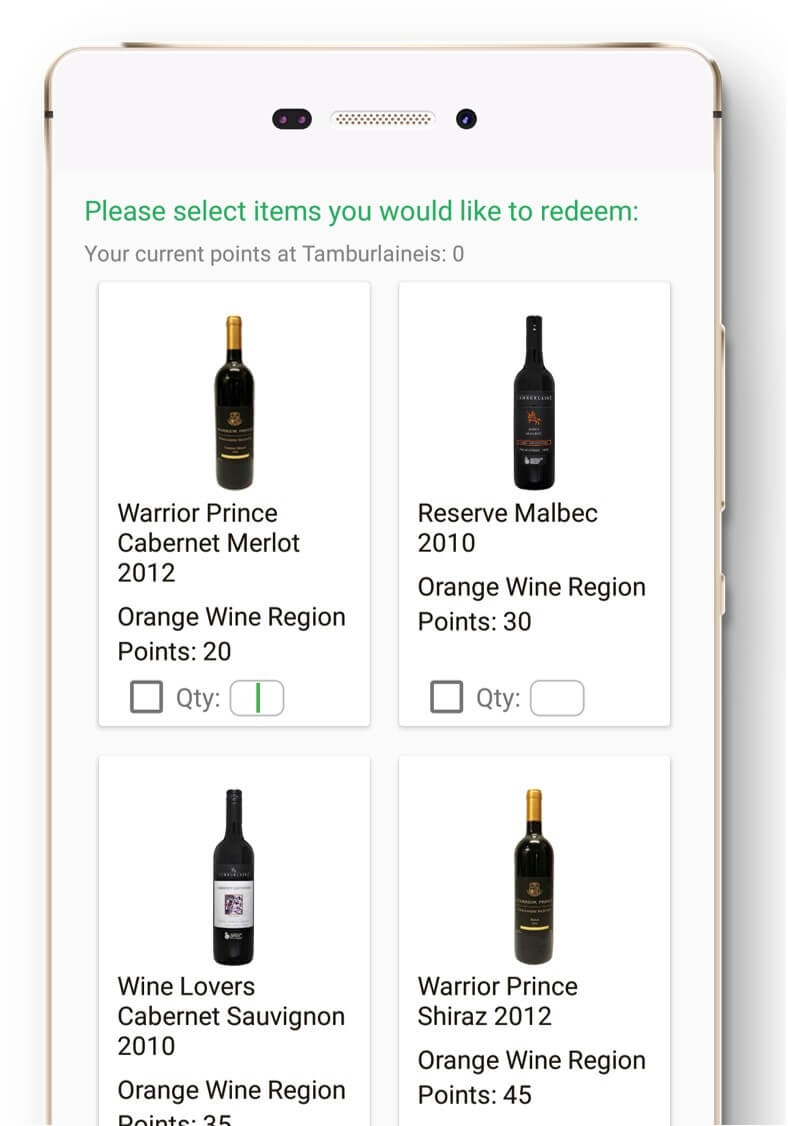 Please select items you would like to redeem:
Your current points at Tamburlaineis: 0
Warrior Prince
Cabernet Merlot
2012
Orange Wine Region
Points: 20
Qty:
Reserve Malbec
2010
Orange Wine Region
Points: 30
Qty:
Wine Lovers
Cabernet Sauvignon
2010
Orange Wine Region
Points: 35
Warrior Prince
Shiraz 2012
Orange Wine Region
Points: 45